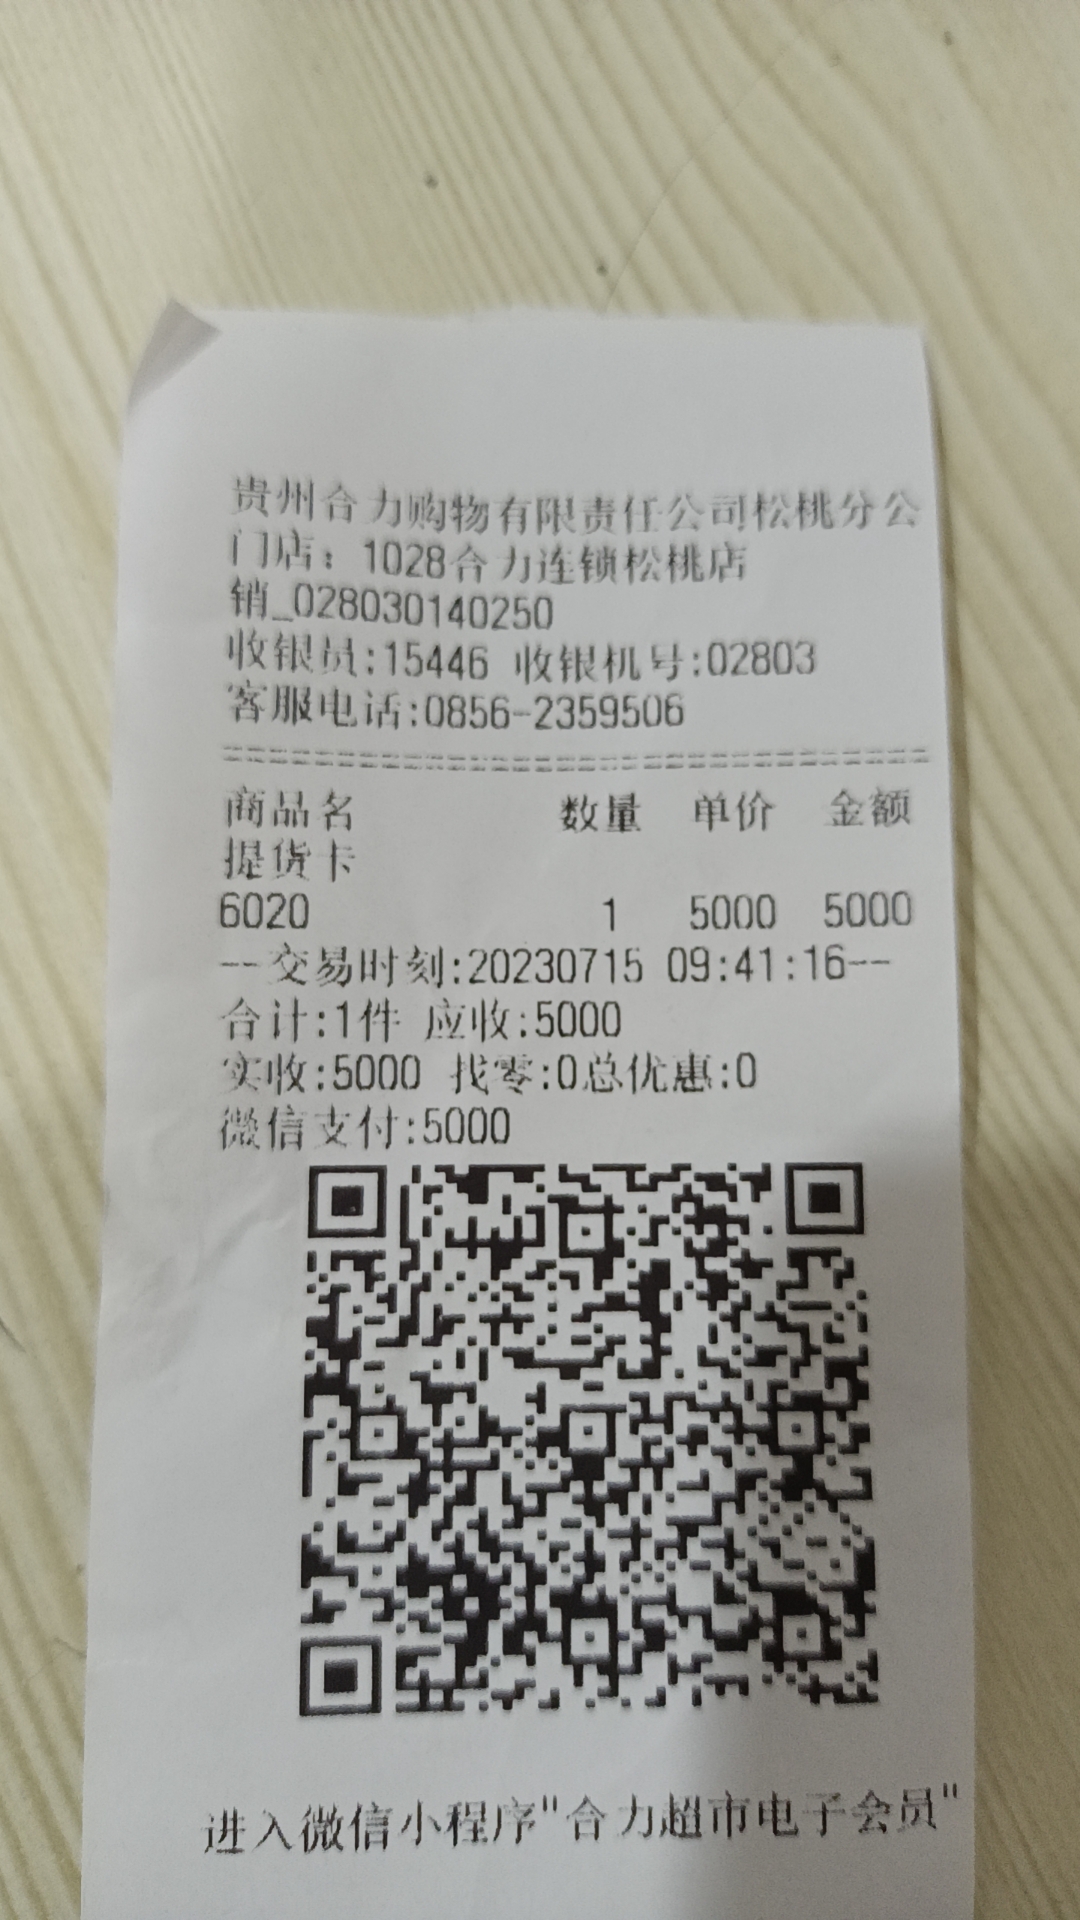 贵州合力购物有限责任公司松桃分公
门店：1028合力连锁松桃店
销_028030140250
收银员:15446 收银机号:02803
客服电话:0856-2359506
================================
商品名 数量 单价 金额
提货卡
6020 1 5000 5000
--交易时刻:20230715 09:41:16--
合计:1件 应收:5000
实收:5000 找零:0总优惠:0
微信支付:5000
进入微信小程序"合力超市电子会员"